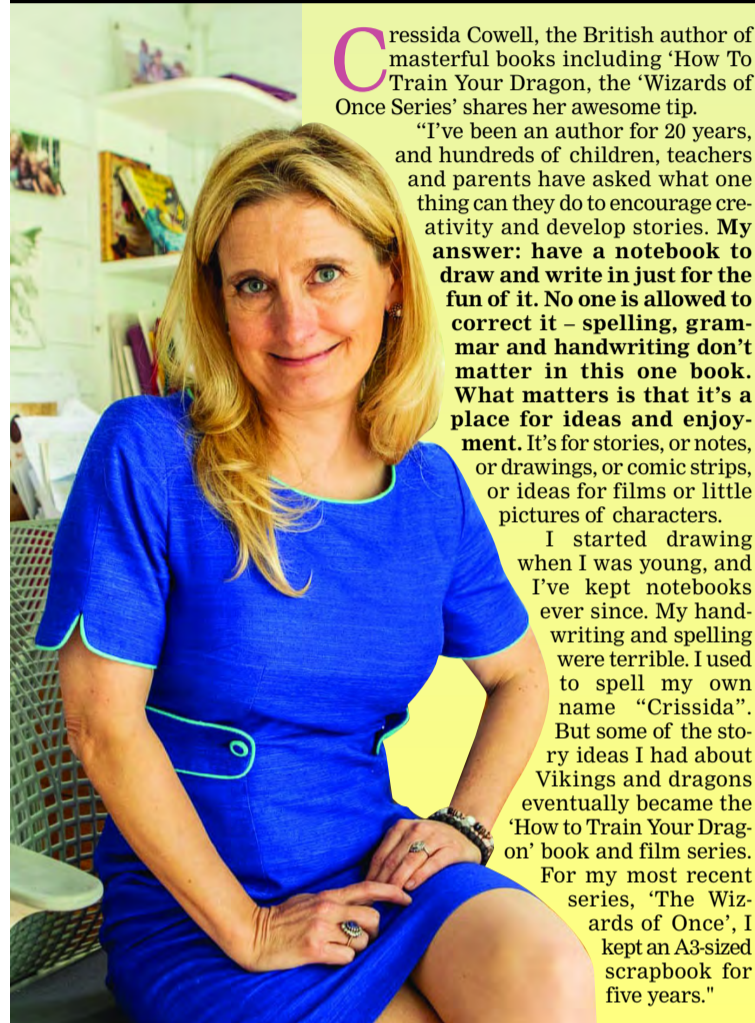 Cressida Cowell, the British author of
masterful books including ‘How To
Train Your Dragon, the ‘Wizards of
Once Series’ shares her awesome tip.
“I’ve been an author for 20 years,
and hundreds of children, teachers
and parents have asked what one
thing can they do to encourage cre-
ativity and develop stories. My
answer: have a notebook to
draw and write in just for the
fun of it. No one is allowed to
correct it – spelling, gram-
mar and handwriting don’t
matter in this one book.
What matters is that it’s a
place for ideas and enjoy-
ment. It’s for stories, or notes,
or drawings, or comic strips,
or ideas for films or little
pictures of characters.
I started drawing
when I was young, and
I’ve kept notebooks
ever since. My hand-
writing and spelling
were terrible. I used
to spell my own
name “Crissida”.
But some of the sto-
ry ideas I had about
Vikings and dragons
eventually became the
‘How to Train Your Drag-
on’ book and film series.
For my most recent
series, ‘The Wiz-
ards of Once’, I
kept an A3-sized
scrapbook for
five years."